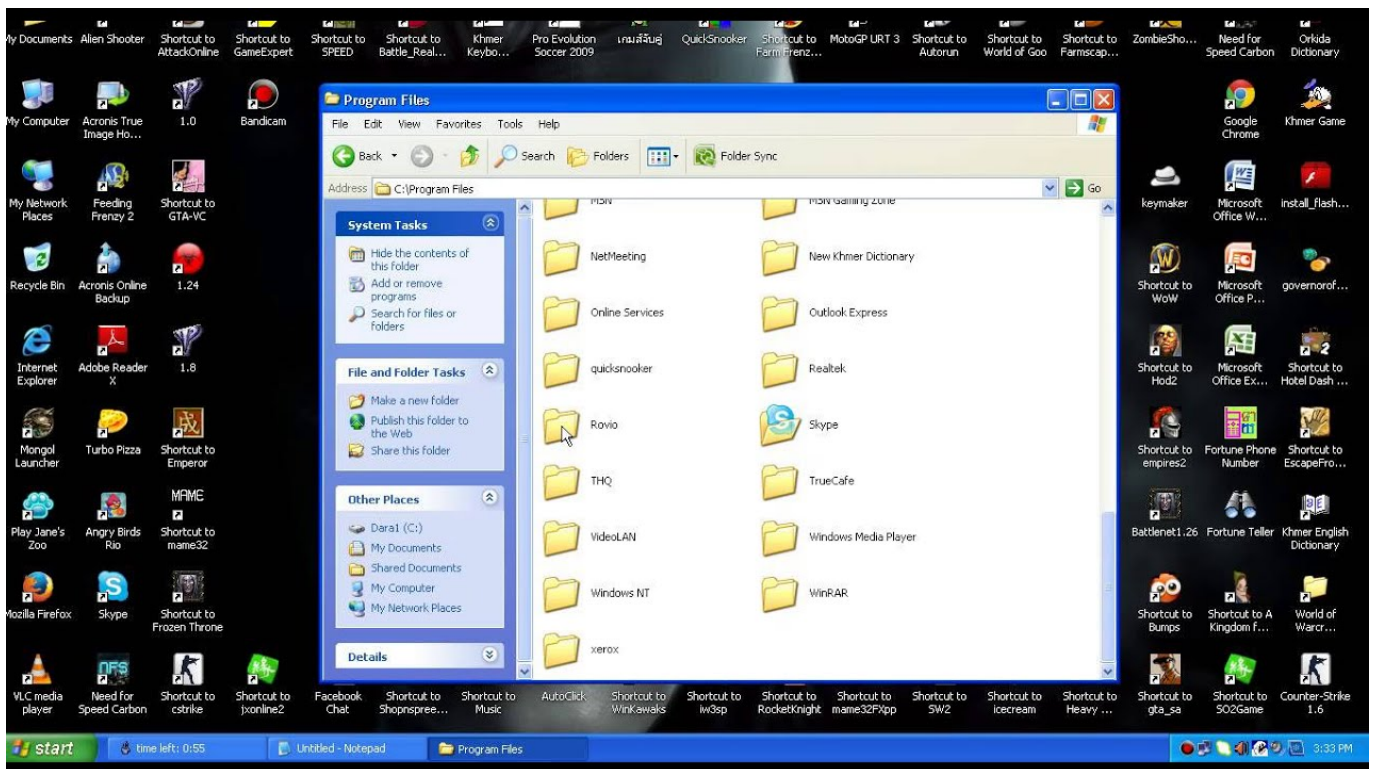 My Documents
Alien Shooter
Shortcut to
AttackOnline
Shortcut to
GameExpert
Shortcut to
SPEED
Shortcut to
Battle_Real...
Khmer
Keybo...
Pro Evolution
Soccer 2009
เกมส์จับคู่
QuickSnooker
Shortcut to
Farm Frenz...
MotoGP URT 3
Shortcut to
Autorun
Shortcut to
World of Goo
Shortcut to
Farmscap...
ZombieSho...
Need for
Speed Carbon
Orkida
Dictionary
My Computer
Acronis True
Image Ho...
1.0
Bandicam
My Network
Places
Feeding
Frenzy 2
Shortcut to
GTA-VC
Recycle Bin
Acronis Online
Backup
1.24
Internet
Explorer
Adobe Reader
X
1.8
Mongol
Launcher
Turbo Pizza
Shortcut to
Emperor
Play Jane's
Zoo
Angry Birds
Rio
MAME
Shortcut to
mame32
Mozilla Firefox
Skype
Shortcut to
Frozen Throne
VLC media
player
NFS
Need for
Speed Carbon
Shortcut to
cstrike
Shortcut to
jxonline2
Program Files
File Edit View Favorites Tools Help
Back Search Folders Folder Sync
Address C:\Program Files Go
System Tasks
Hide the contents of
this folder
Add or remove
programs
Search for files or
folders
File and Folder Tasks
Make a new folder
Publish this folder to
the Web
Share this folder
Other Places
Dara1 (C:)
My Documents
Shared Documents
My Computer
My Network Places
Details
MSN
MSN Gaming Zone
NetMeeting
New Khmer Dictionary
Online Services
Outlook Express
quicksnooker
Realtek
Rovio
Skype
THQ
TrueCafe
VideoLAN
Windows Media Player
Windows NT
WinRAR
xerox
Google
Chrome
Khmer Game
keymaker
Microsoft
Office W...
install_flash...
Shortcut to
WoW
Microsoft
Office P...
governorof...
Shortcut to
Hod2
Microsoft
Office Ex...
2
Shortcut to
Hotel Dash ...
Shortcut to
empires2
Fortune Phone
Number
Shortcut to
EscapeFro...
Battlenet1.26
Fortune Teller
Khmer English
Dictionary
Shortcut to
Bumps
Shortcut to A
Kingdom f...
World of
Warcr...
Shortcut to
gta_sa
Shortcut to
SO2Game
Counter-Strike
1.6
Facebook
Chat
Shortcut to
Shopnspree...
Shortcut to
Music
AutoClick
Shortcut to
WinKawaks
Shortcut to
iw3sp
Shortcut to
RocketKnight
Shortcut to
mame32FXpp
Shortcut to
SW2
Shortcut to
icecream
Shortcut to
Heavy ...
start
time left: 0:55
Untitled - Notepad
Program Files
3:33 PM